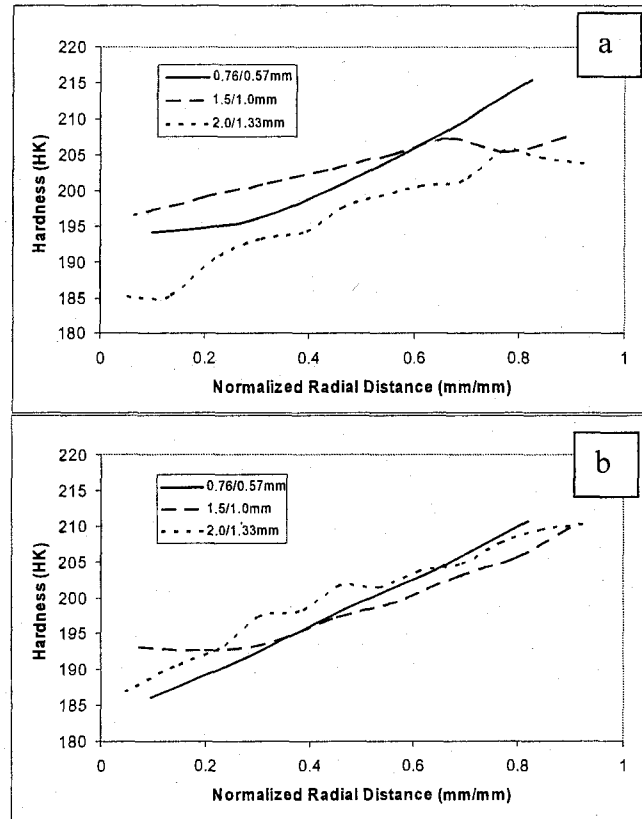 a
220
215
210
205
200
195
190
185
180
Hardness (HK)
0.76/0.57mm
1.5/1.0mm
2.0/1.33mm
0 0.2 0.4 0.6 0.8 1
Normalized Radial Distance (mm/mm)
b
220
215
210
205
200
195
190
185
180
Hardness (HK)
0.76/0.57mm
1.5/1.0mm
2.0/1.33mm
0 0.2 0.4 0.6 0.8 1
Normalized Radial Distance (mm/mm)